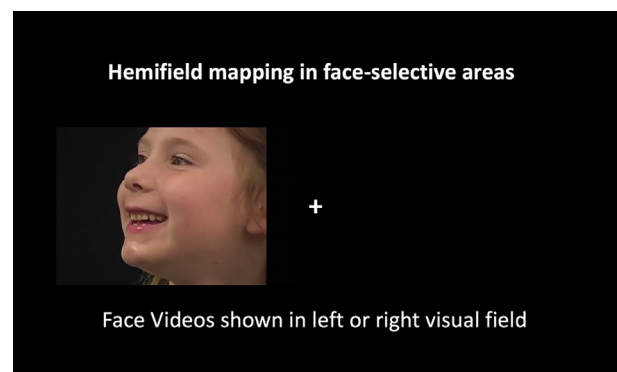 Hemifield mapping in face-selective areas
+
Face Videos shown in left or right visual field